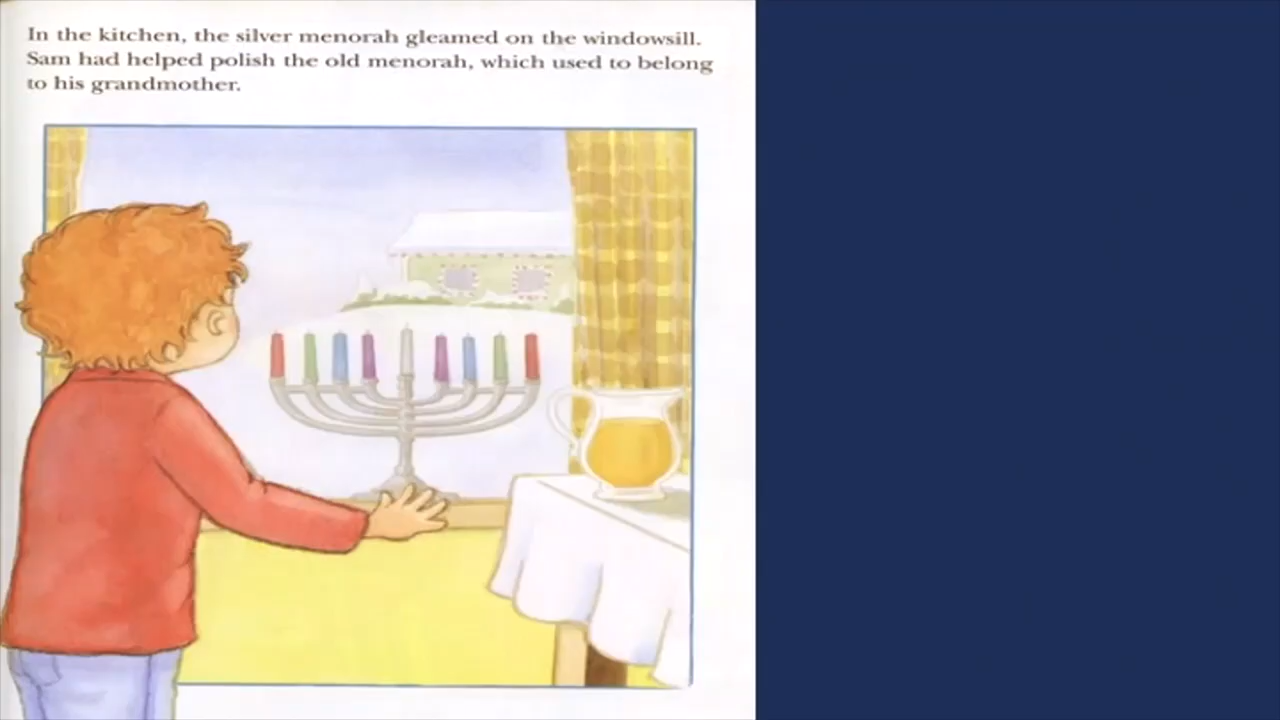 In the kitchen, the silver menorah gleamed on the windowsill.
Sam had helped polish the old menorah, which used to belong
to his grandmother.